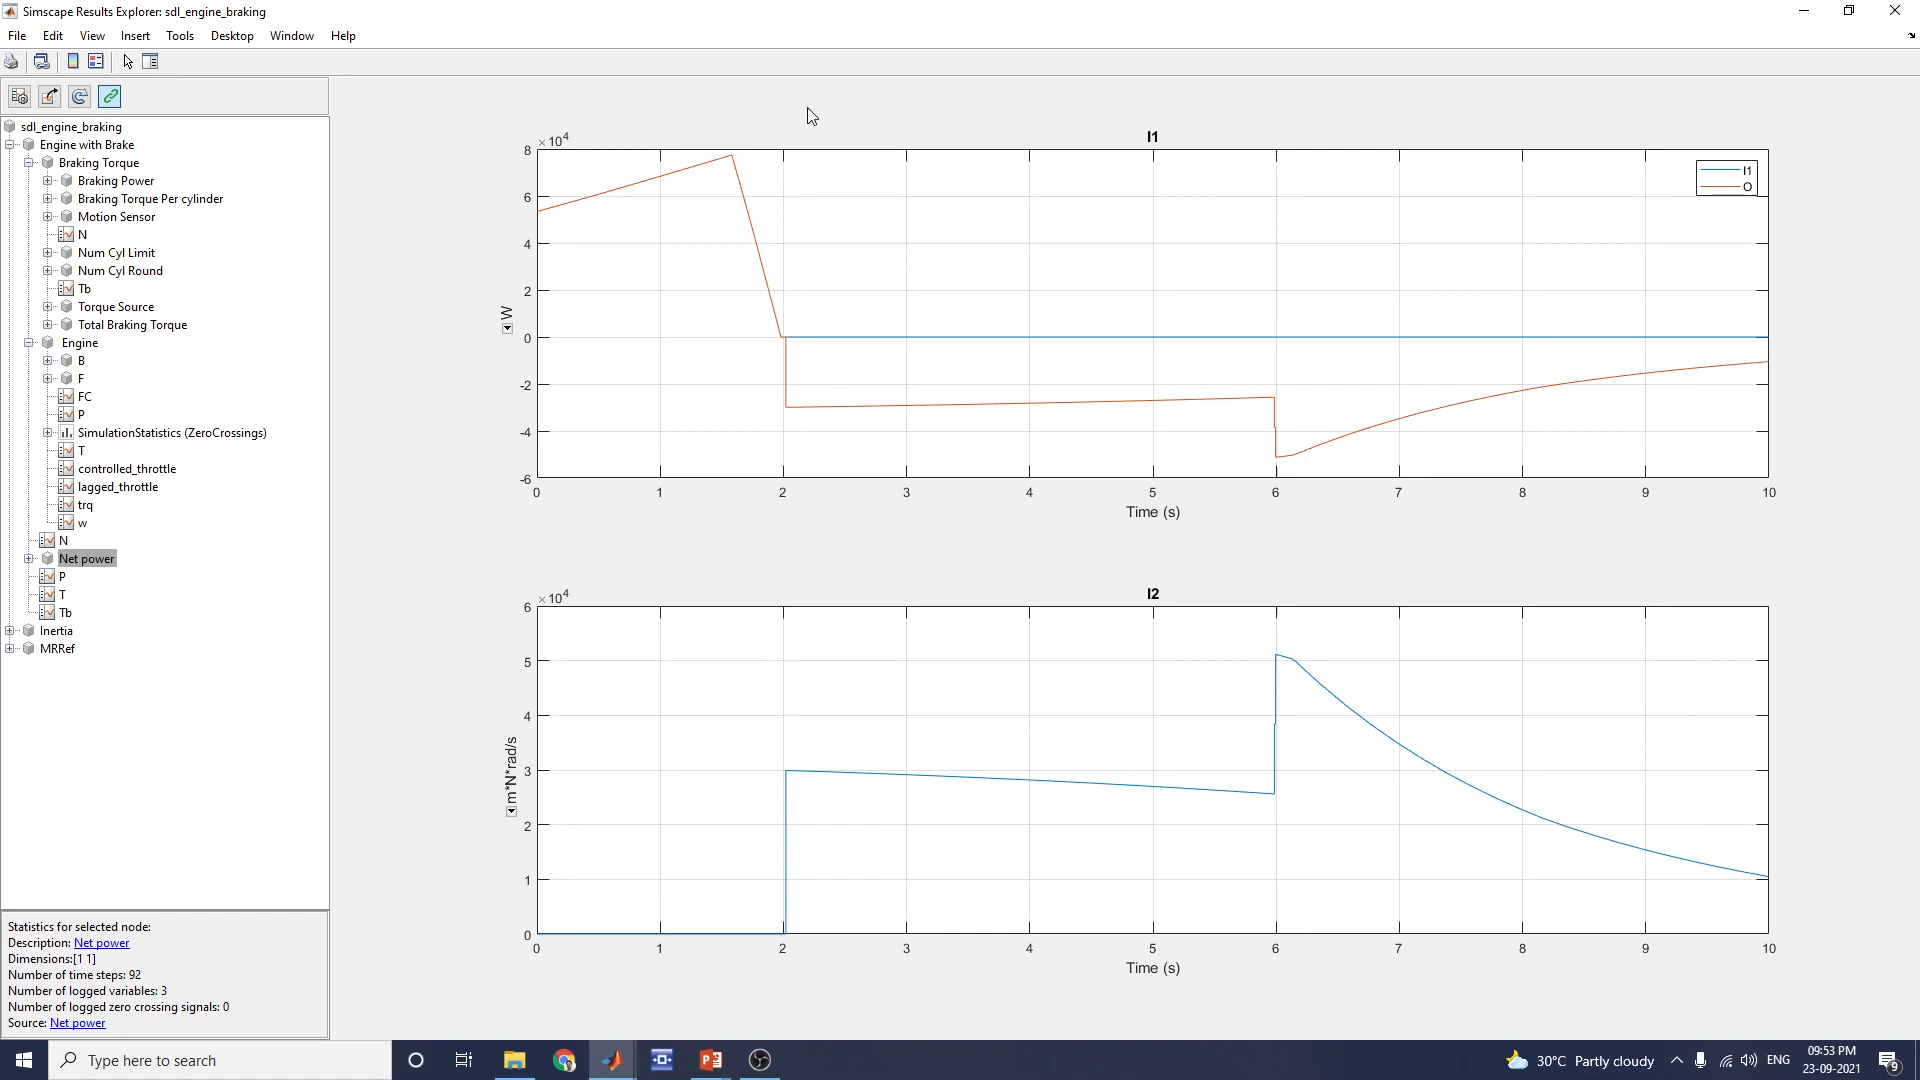 Simscape Results Explorer: sdl_engine_braking
File Edit View Insert Tools Desktop Window Help
sdl_engine_braking
Engine with Brake
Braking Torque
Braking Power
Braking Torque Per cylinder
Motion Sensor
N
Num Cyl Limit
Num Cyl Round
Tb
Torque Source
Total Braking Torque
Engine
B
F
FC
P
SimulationStatistics (ZeroCrossings)
T
controlled_throttle
lagged_throttle
trq
w
N
Net power
P
T
Tb
Inertia
MRRef
Statistics for selected node:
Description: Net power
Dimensions:[1 1]
Number of time steps: 92
Number of logged variables: 3
Number of logged zero crossing signals: 0
Source: Net power
I1
×10⁴
8
6
4
2
0
-2
-4
-6
W
I1
O
0 1 2 3 4 5 6 7 8 9 10
Time (s)
I2
×10⁴
6
5
4
3
2
1
0
m*N*rad/s
0 1 2 3 4 5 6 7 8 9 10
Time (s)
Type here to search
30°C Partly cloudy
ENG
09:53 PM
23-09-2021
9